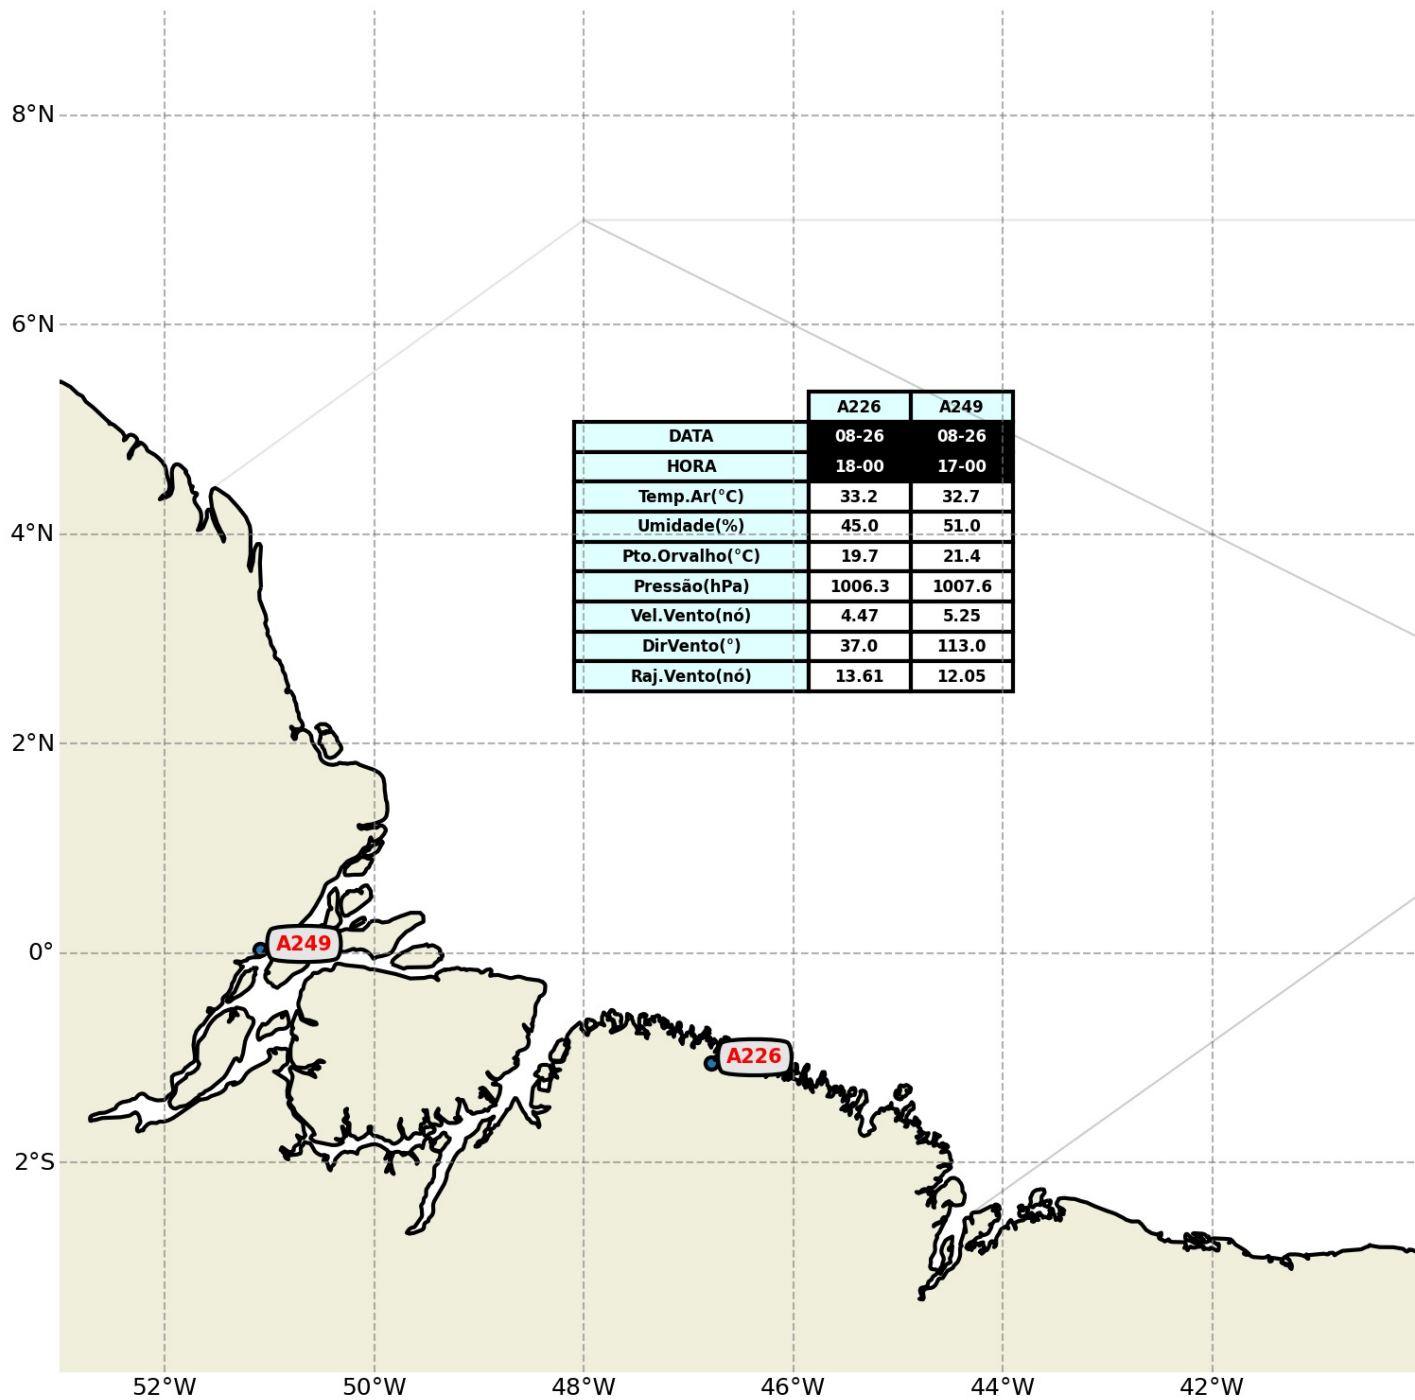 8°N
6°N
A226 A249
DATA 08-26 08-26
HORA 18-00 17-00
Temp.Ar(°C) 33.2 32.7
Umidade(%) 45.0 51.0
4°N
Pto.Orvalho(°C) 19.7 21.4
Pressão(hPa) 1006.3 1007.6
Vel.Vento(nó) 4.47 5.25
DirVento(°) 37.0 113.0
Raj.Vento(nó) 13.61 12.05
2°N
A249
0°
A226
2°S
52°W 50°W 48°W 46°W 44°W 42°W